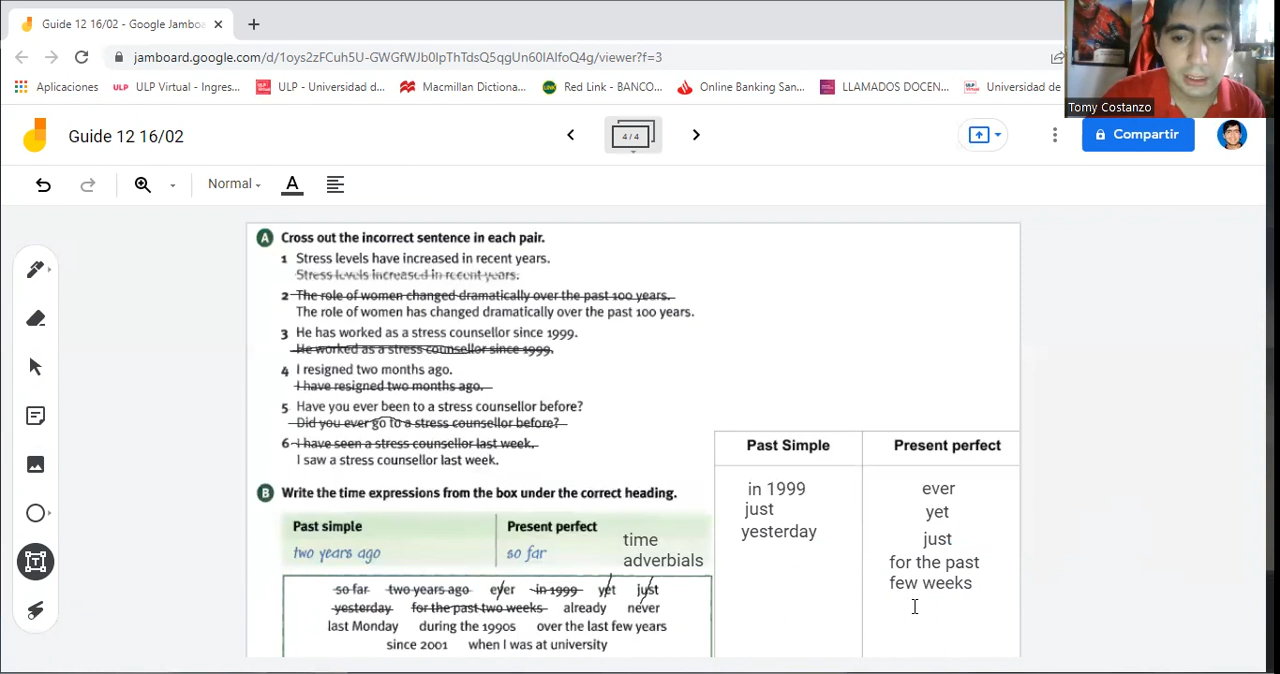 Guide 12 16/02 - Google Jamboa
jamboard.google.com/d/1oys2zFCuh5U-GWGfWJb0IpThTdsQ5qgUn60IAIfoQ4g/viewer?f=3
Aplicaciones ULP ULP Virtual - Ingres... ULP - Universidad d... Macmillan Dictiona... Red Link - BANCO... Online Banking San... LLAMADOS DOCEN... Universidad de
Tomy Costanzo
Guide 12 16/02
4 / 4
Compartir
Normal
A
A Cross out the incorrect sentence in each pair.
1 Stress levels have increased in recent years.
Stress levels increased in recent years.
2 The role of women changed dramatically over the past 100 years.
The role of women has changed dramatically over the past 100 years.
3 He has worked as a stress counsellor since 1999.
He worked as a stress counsellor since 1999.
4 I resigned two months ago.
I have resigned two months ago.
5 Have you ever been to a stress counsellor before?
Did you ever go to a stress counsellor before?
6 I have seen a stress counsellor last week.
I saw a stress counsellor last week.
B Write the time expressions from the box under the correct heading.
Past simple Present perfect
two years ago so far
time
adverbials
so far two years ago ever in 1999 yet just
yesterday for the past two weeks already never
last Monday during the 1990s over the last few years
since 2001 when I was at university
Past Simple Present perfect
in 1999
just
yesterday
ever
yet
just
for the past
few weeks